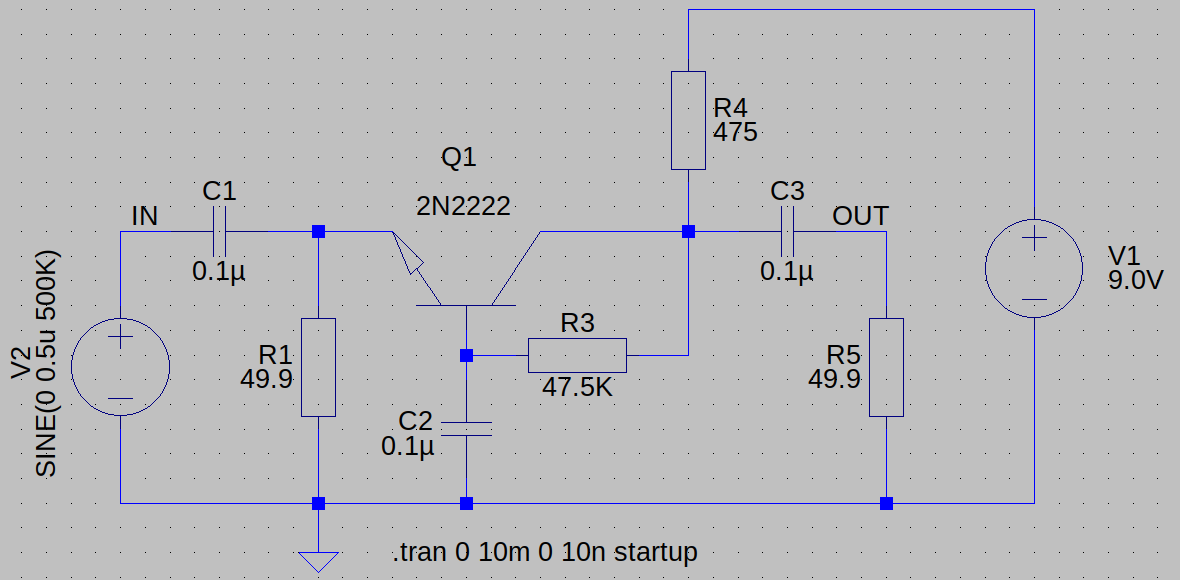 R4
475
Q1
2N2222
C1
IN
0.1µ
C3
OUT
0.1µ
V1
9.0V
V2
SINE(0 0.5u 500K)
R1
49.9
R3
47.5K
R5
49.9
C2
0.1µ
.tran 0 10m 0 10n startup